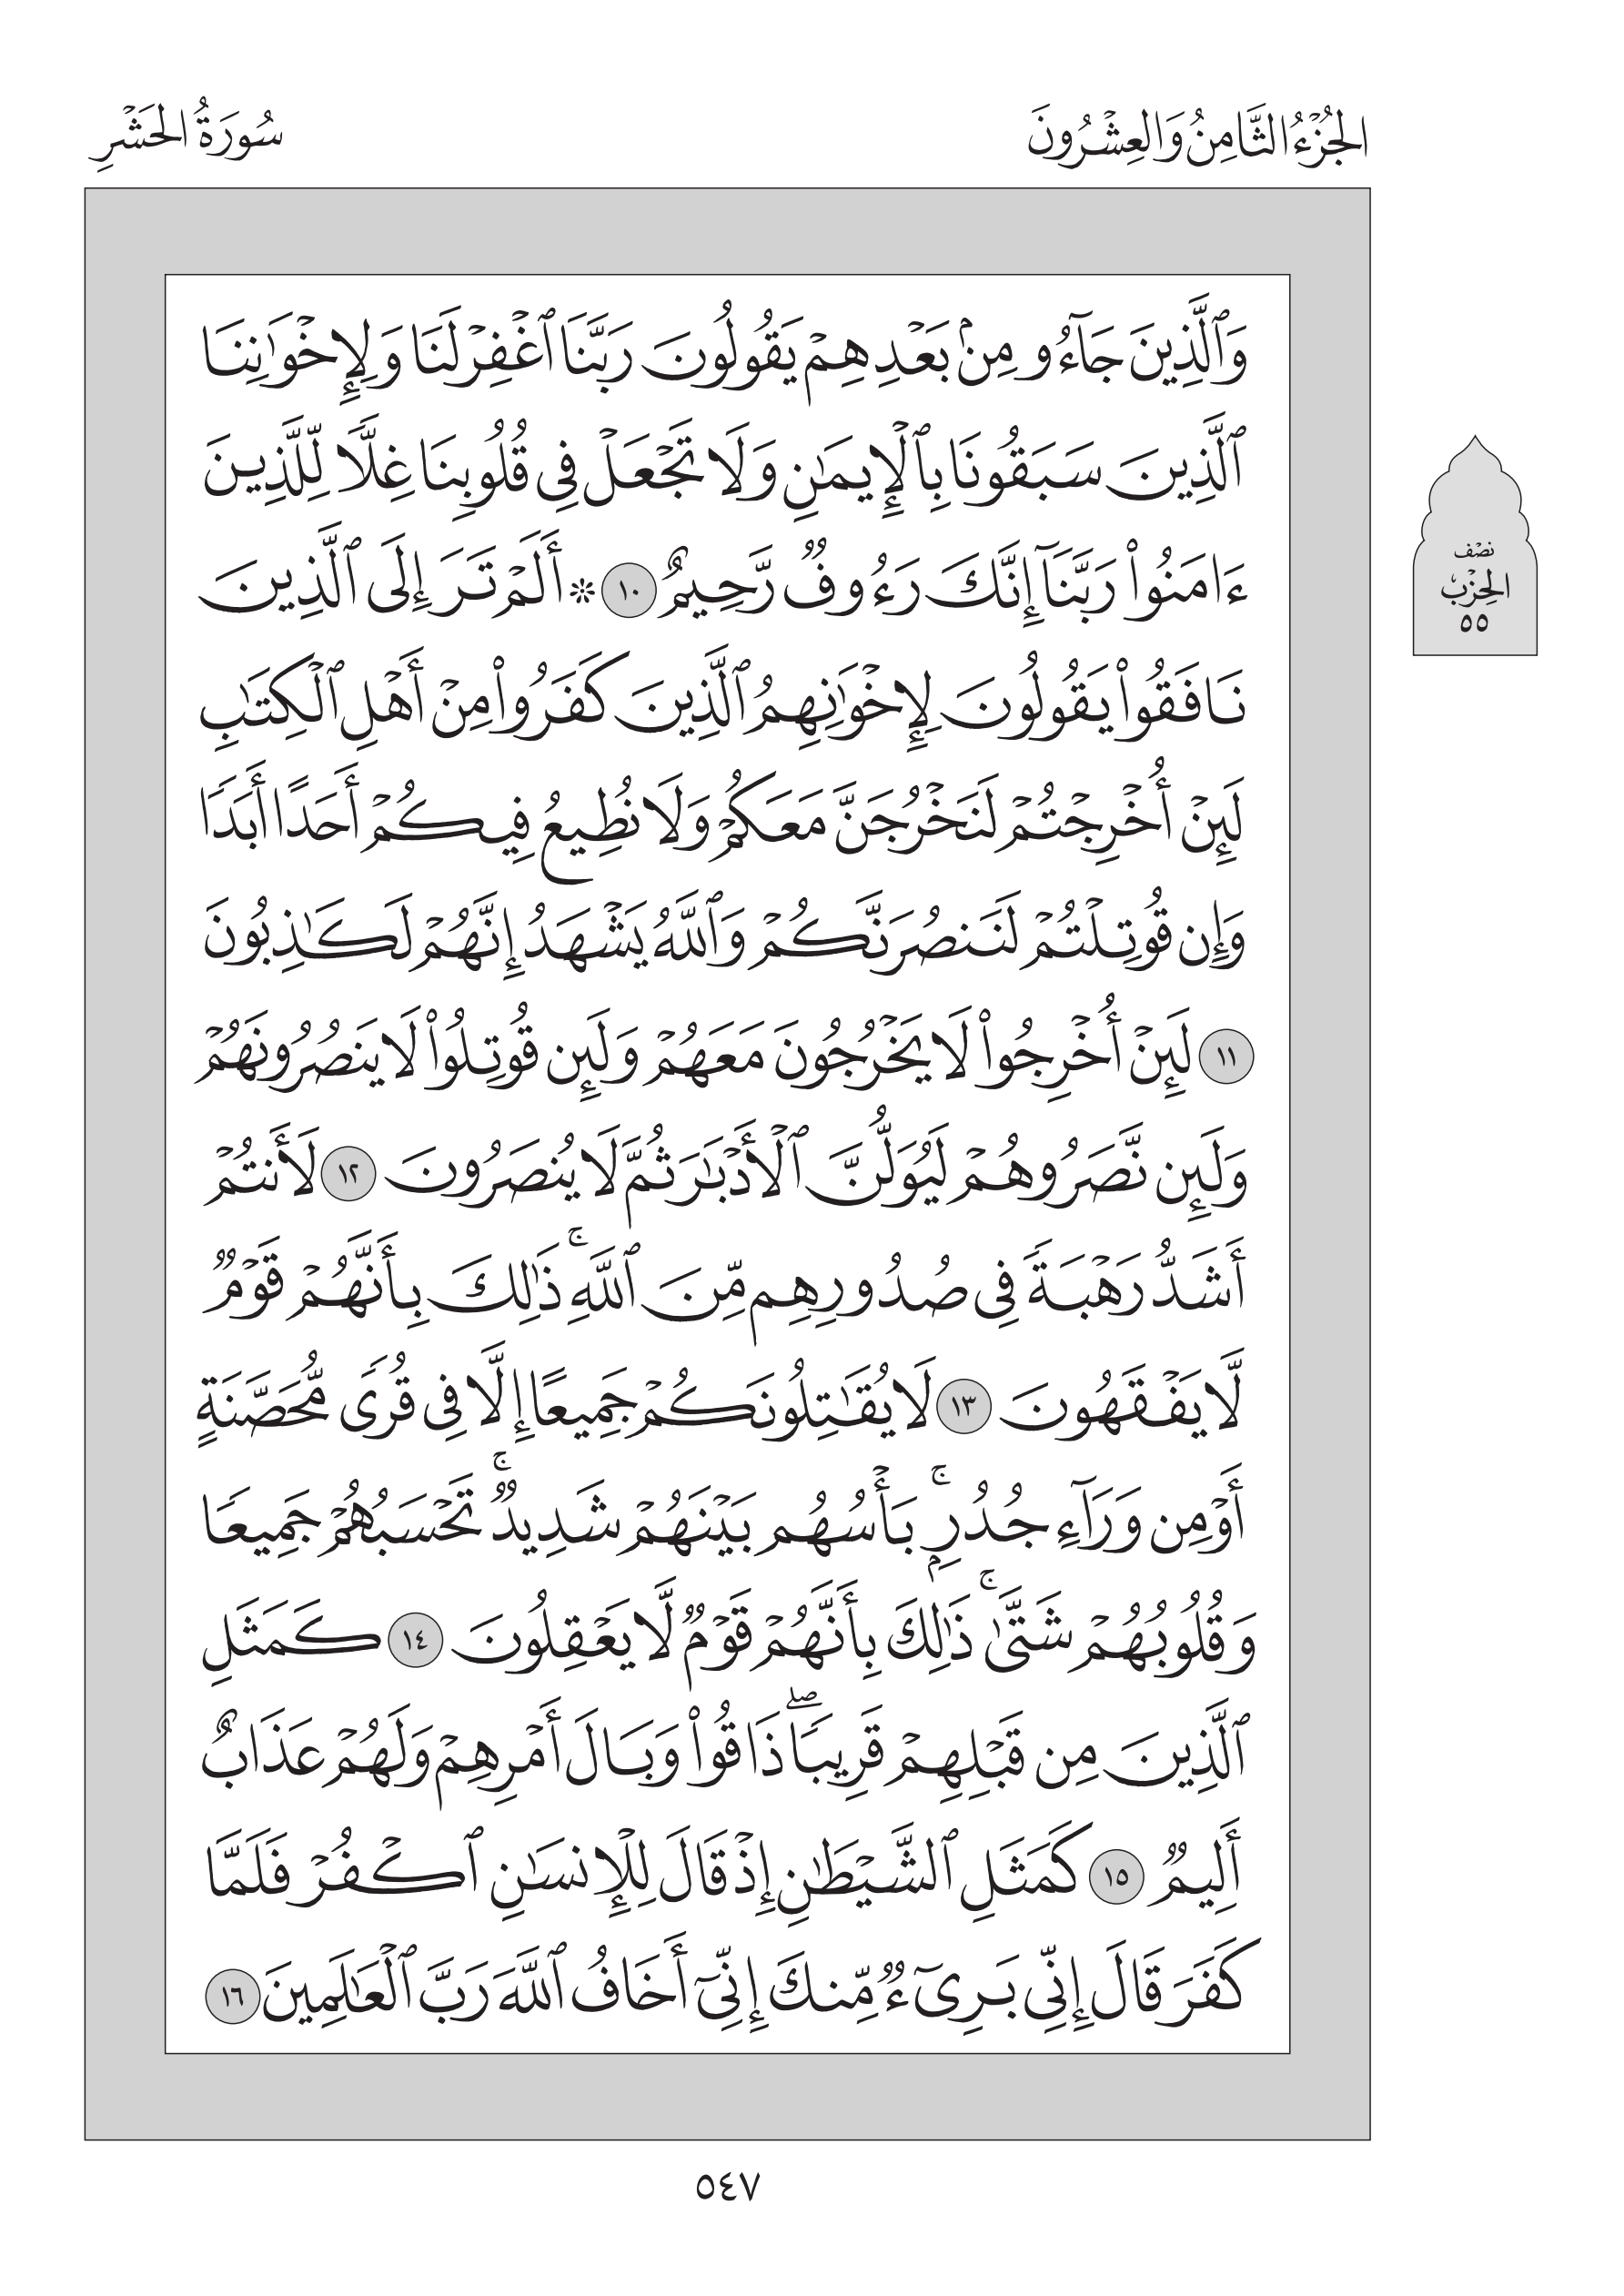 الجُزْءُ الثَّامِنُ وَالعِشْرُونَ
سُورَةُ الحَشْرِ
وَٱلَّذِينَ جَآءُو مِنۢ بَعْدِهِمْ يَقُولُونَ رَبَّنَا ٱغْفِرْ لَنَا وَلِإِخْوَٰنِنَا
ٱلَّذِينَ سَبَقُونَا بِٱلْإِيمَٰنِ وَلَا تَجْعَلْ فِى قُلُوبِنَا غِلًّا لِّلَّذِينَ
ءَامَنُوا۟ رَبَّنَآ إِنَّكَ رَءُوفٌ رَّحِيمٌ ١٠ ۞ أَلَمْ تَرَ إِلَى ٱلَّذِينَ
نَافَقُوا۟ يَقُولُونَ لِإِخْوَٰنِهِمُ ٱلَّذِينَ كَفَرُوا۟ مِنْ أَهْلِ ٱلْكِتَٰبِ
لَئِنْ أُخْرِجْتُمْ لَنَخْرُجَنَّ مَعَكُمْ وَلَا نُطِيعُ فِيكُمْ أَحَدًا أَبَدًا
وَإِن قُوتِلْتُمْ لَنَنصُرَنَّكُمْ وَٱللَّهُ يَشْهَدُ إِنَّهُمْ لَكَٰذِبُونَ
١١ لَئِنْ أُخْرِجُوا۟ لَا يَخْرُجُونَ مَعَهُمْ وَلَئِن قُوتِلُوا۟ لَا يَنصُرُونَهُمْ
وَلَئِن نَّصَرُوهُمْ لَيُوَلُّنَّ ٱلْأَدْبَٰرَ ثُمَّ لَا يُنصَرُونَ ١٢ لَأَنتُمْ
أَشَدُّ رَهْبَةً فِى صُدُورِهِم مِّنَ ٱللَّهِ ۚ ذَٰلِكَ بِأَنَّهُمْ قَوْمٌ
لَّا يَفْقَهُونَ ١٣ لَا يُقَٰتِلُونَكُمْ جَمِيعًا إِلَّا فِى قُرًى مُّحَصَّنَةٍ
أَوْ مِن وَرَآءِ جُدُرٍۭ ۚ بَأْسُهُم بَيْنَهُمْ شَدِيدٌ ۚ تَحْسَبُهُمْ جَمِيعًا
وَقُلُوبُهُمْ شَتَّىٰ ۚ ذَٰلِكَ بِأَنَّهُمْ قَوْمٌ لَّا يَعْقِلُونَ ١٤ كَمَثَلِ
ٱلَّذِينَ مِن قَبْلِهِمْ قَرِيبًا ۖ ذَاقُوا۟ وَبَالَ أَمْرِهِمْ وَلَهُمْ عَذَابٌ
أَلِيمٌ ١٥ كَمَثَلِ ٱلشَّيْطَٰنِ إِذْ قَالَ لِلْإِنسَٰنِ ٱكْفُرْ فَلَمَّا
كَفَرَ قَالَ إِنِّى بَرِىٓءٌ مِّنكَ إِنِّىٓ أَخَافُ ٱللَّهَ رَبَّ ٱلْعَٰلَمِينَ ١٦
نصف
الحِزْب
٥٥
٥٤٧